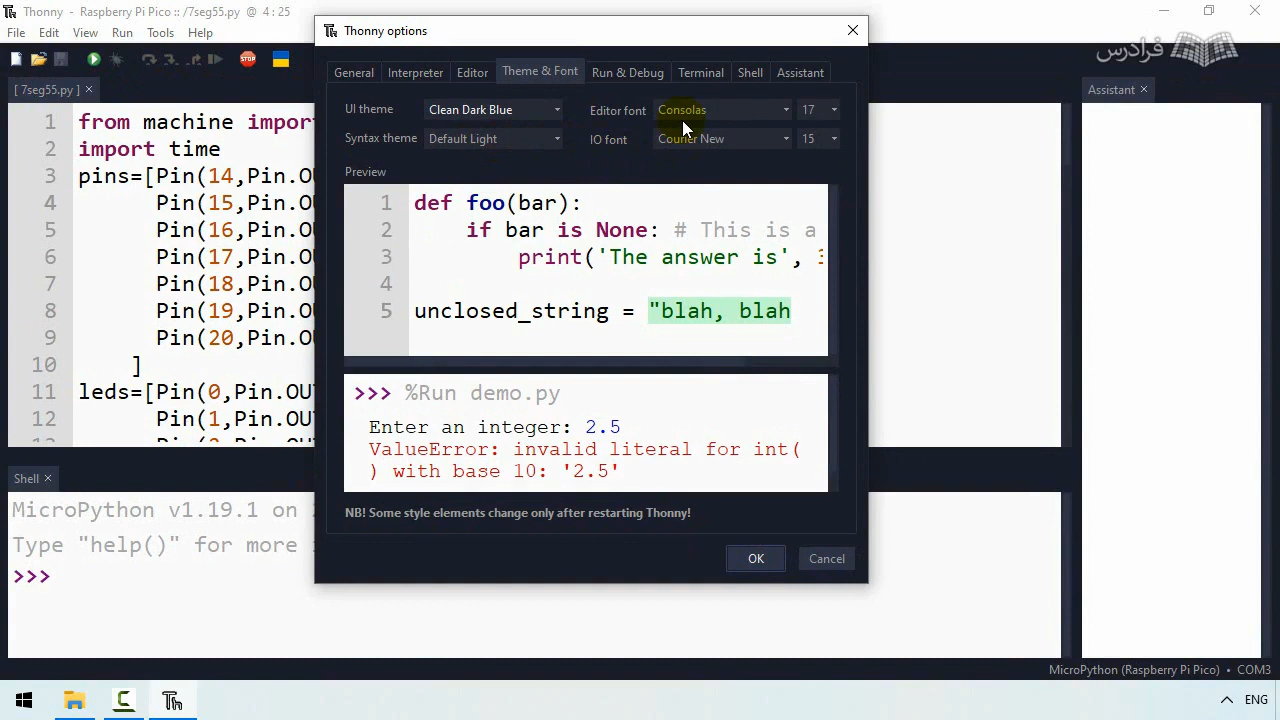 Thonny - Raspberry Pi Pico :: /7seg55.py @ 4:25
File Edit View Run Tools Help
فرادرس
STOP
[ 7seg55.py ] ×
1 from machine impor
2 import time
3 pins=[Pin(14,Pin.OU
4 Pin(15,Pin.OU
5 Pin(16,Pin.OU
6 Pin(17,Pin.OU
7 Pin(18,Pin.OU
8 Pin(19,Pin.OU
9 Pin(20,Pin.OU
10 ]
11 leds=[Pin(0,Pin.OUT
12 Pin(1,Pin.OUT
Shell ×
MicroPython v1.19.1 on
Type "help()" for more
>>>
Thonny options
General Interpreter Editor Theme & Font Run & Debug Terminal Shell Assistant
UI theme Clean Dark Blue Editor font Consolas 17
Syntax theme Default Light IO font Courier New 15
Preview
1 def foo(bar):
2 if bar is None: # This is a
3 print('The answer is', 3
4
5 unclosed_string = "blah, blah
>>> %Run demo.py
Enter an integer: 2.5
ValueError: invalid literal for int(
) with base 10: '2.5'
NB! Some style elements change only after restarting Thonny!
OK Cancel
Assistant ×
MicroPython (Raspberry Pi Pico) • COM3
ENG